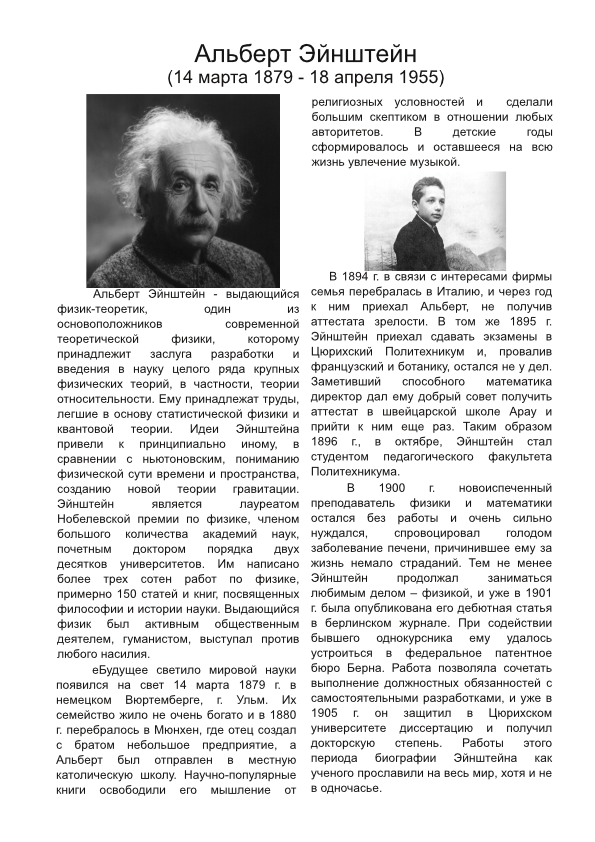 Альберт Эйнштейн
(14 марта 1879 - 18 апреля 1955)
Альберт Эйнштейн - выдающийся
физик-теоретик, один из
основоположников современной
теоретической физики, которому
принадлежит заслуга разработки и
введения в науку целого ряда крупных
физических теорий, в частности, теории
относительности. Ему принадлежат труды,
легшие в основу статистической физики и
квантовой теории. Идеи Эйнштейна
привели к принципиально иному, в
сравнении с ньютоновским, пониманию
физической сути времени и пространства,
созданию новой теории гравитации.
Эйнштейн является лауреатом
Нобелевской премии по физике, членом
большого количества академий наук,
почетным доктором порядка двух
десятков университетов. Им написано
более трех сотен работ по физике,
примерно 150 статей и книг, посвященных
философии и истории науки. Выдающийся
физик был активным общественным
деятелем, гуманистом, выступал против
любого насилия.
еБудущее светило мировой науки
появился на свет 14 марта 1879 г. в
немецком Вюртемберге, г. Ульм. Их
семейство жило не очень богато и в 1880
г. перебралось в Мюнхен, где отец создал
с братом небольшое предприятие, а
Альберт был отправлен в местную
католическую школу. Научно-популярные
книги освободили его мышление от
религиозных условностей и сделали
большим скептиком в отношении любых
авторитетов. В детские годы
сформировалось и оставшееся на всю
жизнь увлечение музыкой.
В 1894 г. в связи с интересами фирмы
семья перебралась в Италию, и через год
к ним приехал Альберт, не получив
аттестата зрелости. В том же 1895 г.
Эйнштейн приехал сдавать экзамены в
Цюрихский Политехникум и, провалив
французский и ботанику, остался не у дел.
Заметивший способного математика
директор дал ему добрый совет получить
аттестат в швейцарской школе Арау и
прийти к ним еще раз. Таким образом
1896 г., в октябре, Эйнштейн стал
студентом педагогического факультета
Политехникума.
В 1900 г. новоиспеченный
преподаватель физики и математики
остался без работы и очень сильно
нуждался, спровоцировал голодом
заболевание печени, причинившее ему за
жизнь немало страданий. Тем не менее
Эйнштейн продолжал заниматься
любимым делом – физикой, и уже в 1901
г. была опубликована его дебютная статья
в берлинском журнале. При содействии
бывшего однокурсника ему удалось
устроиться в федеральное патентное
бюро Берна. Работа позволяла сочетать
выполнение должностных обязанностей с
самостоятельными разработками, и уже в
1905 г. он защитил в Цюрихском
университете диссертацию и получил
докторскую степень. Работы этого
периода биографии Эйнштейна как
ученого прославили на весь мир, хотя и не
в одночасье.